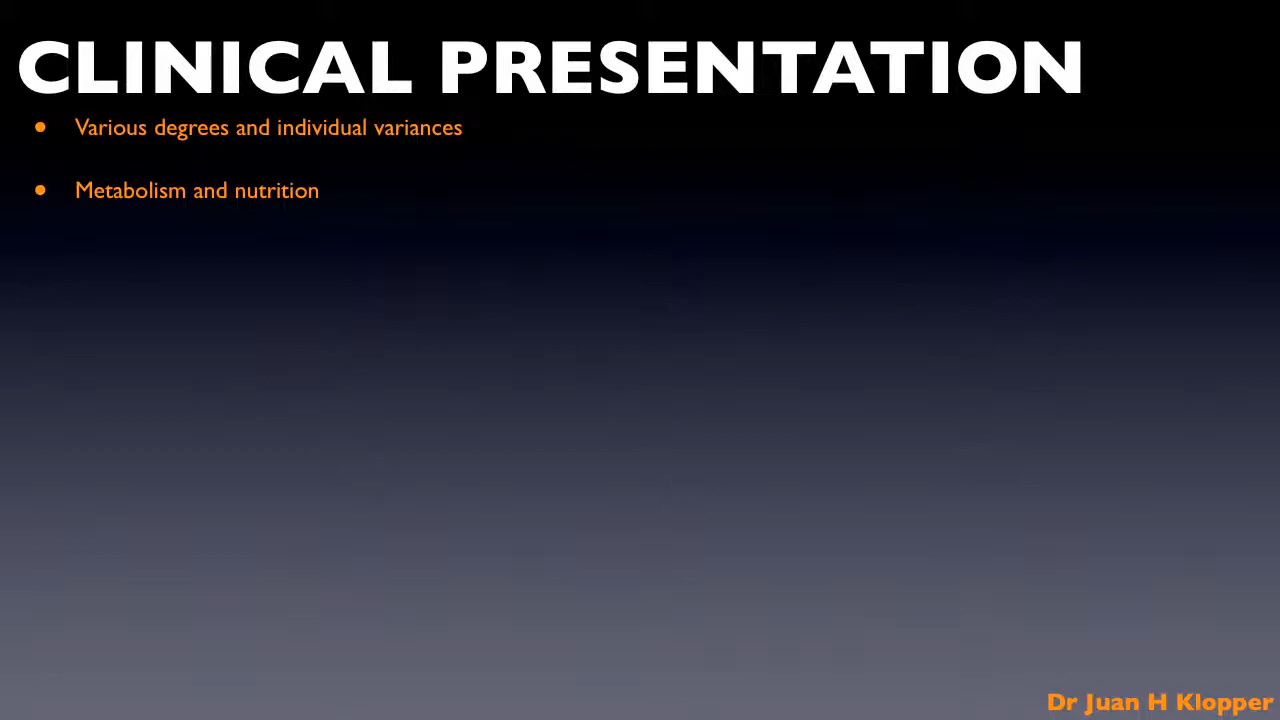 CLINICAL PRESENTATION
• Various degrees and individual variances
• Metabolism and nutrition
Dr Juan H Klopper